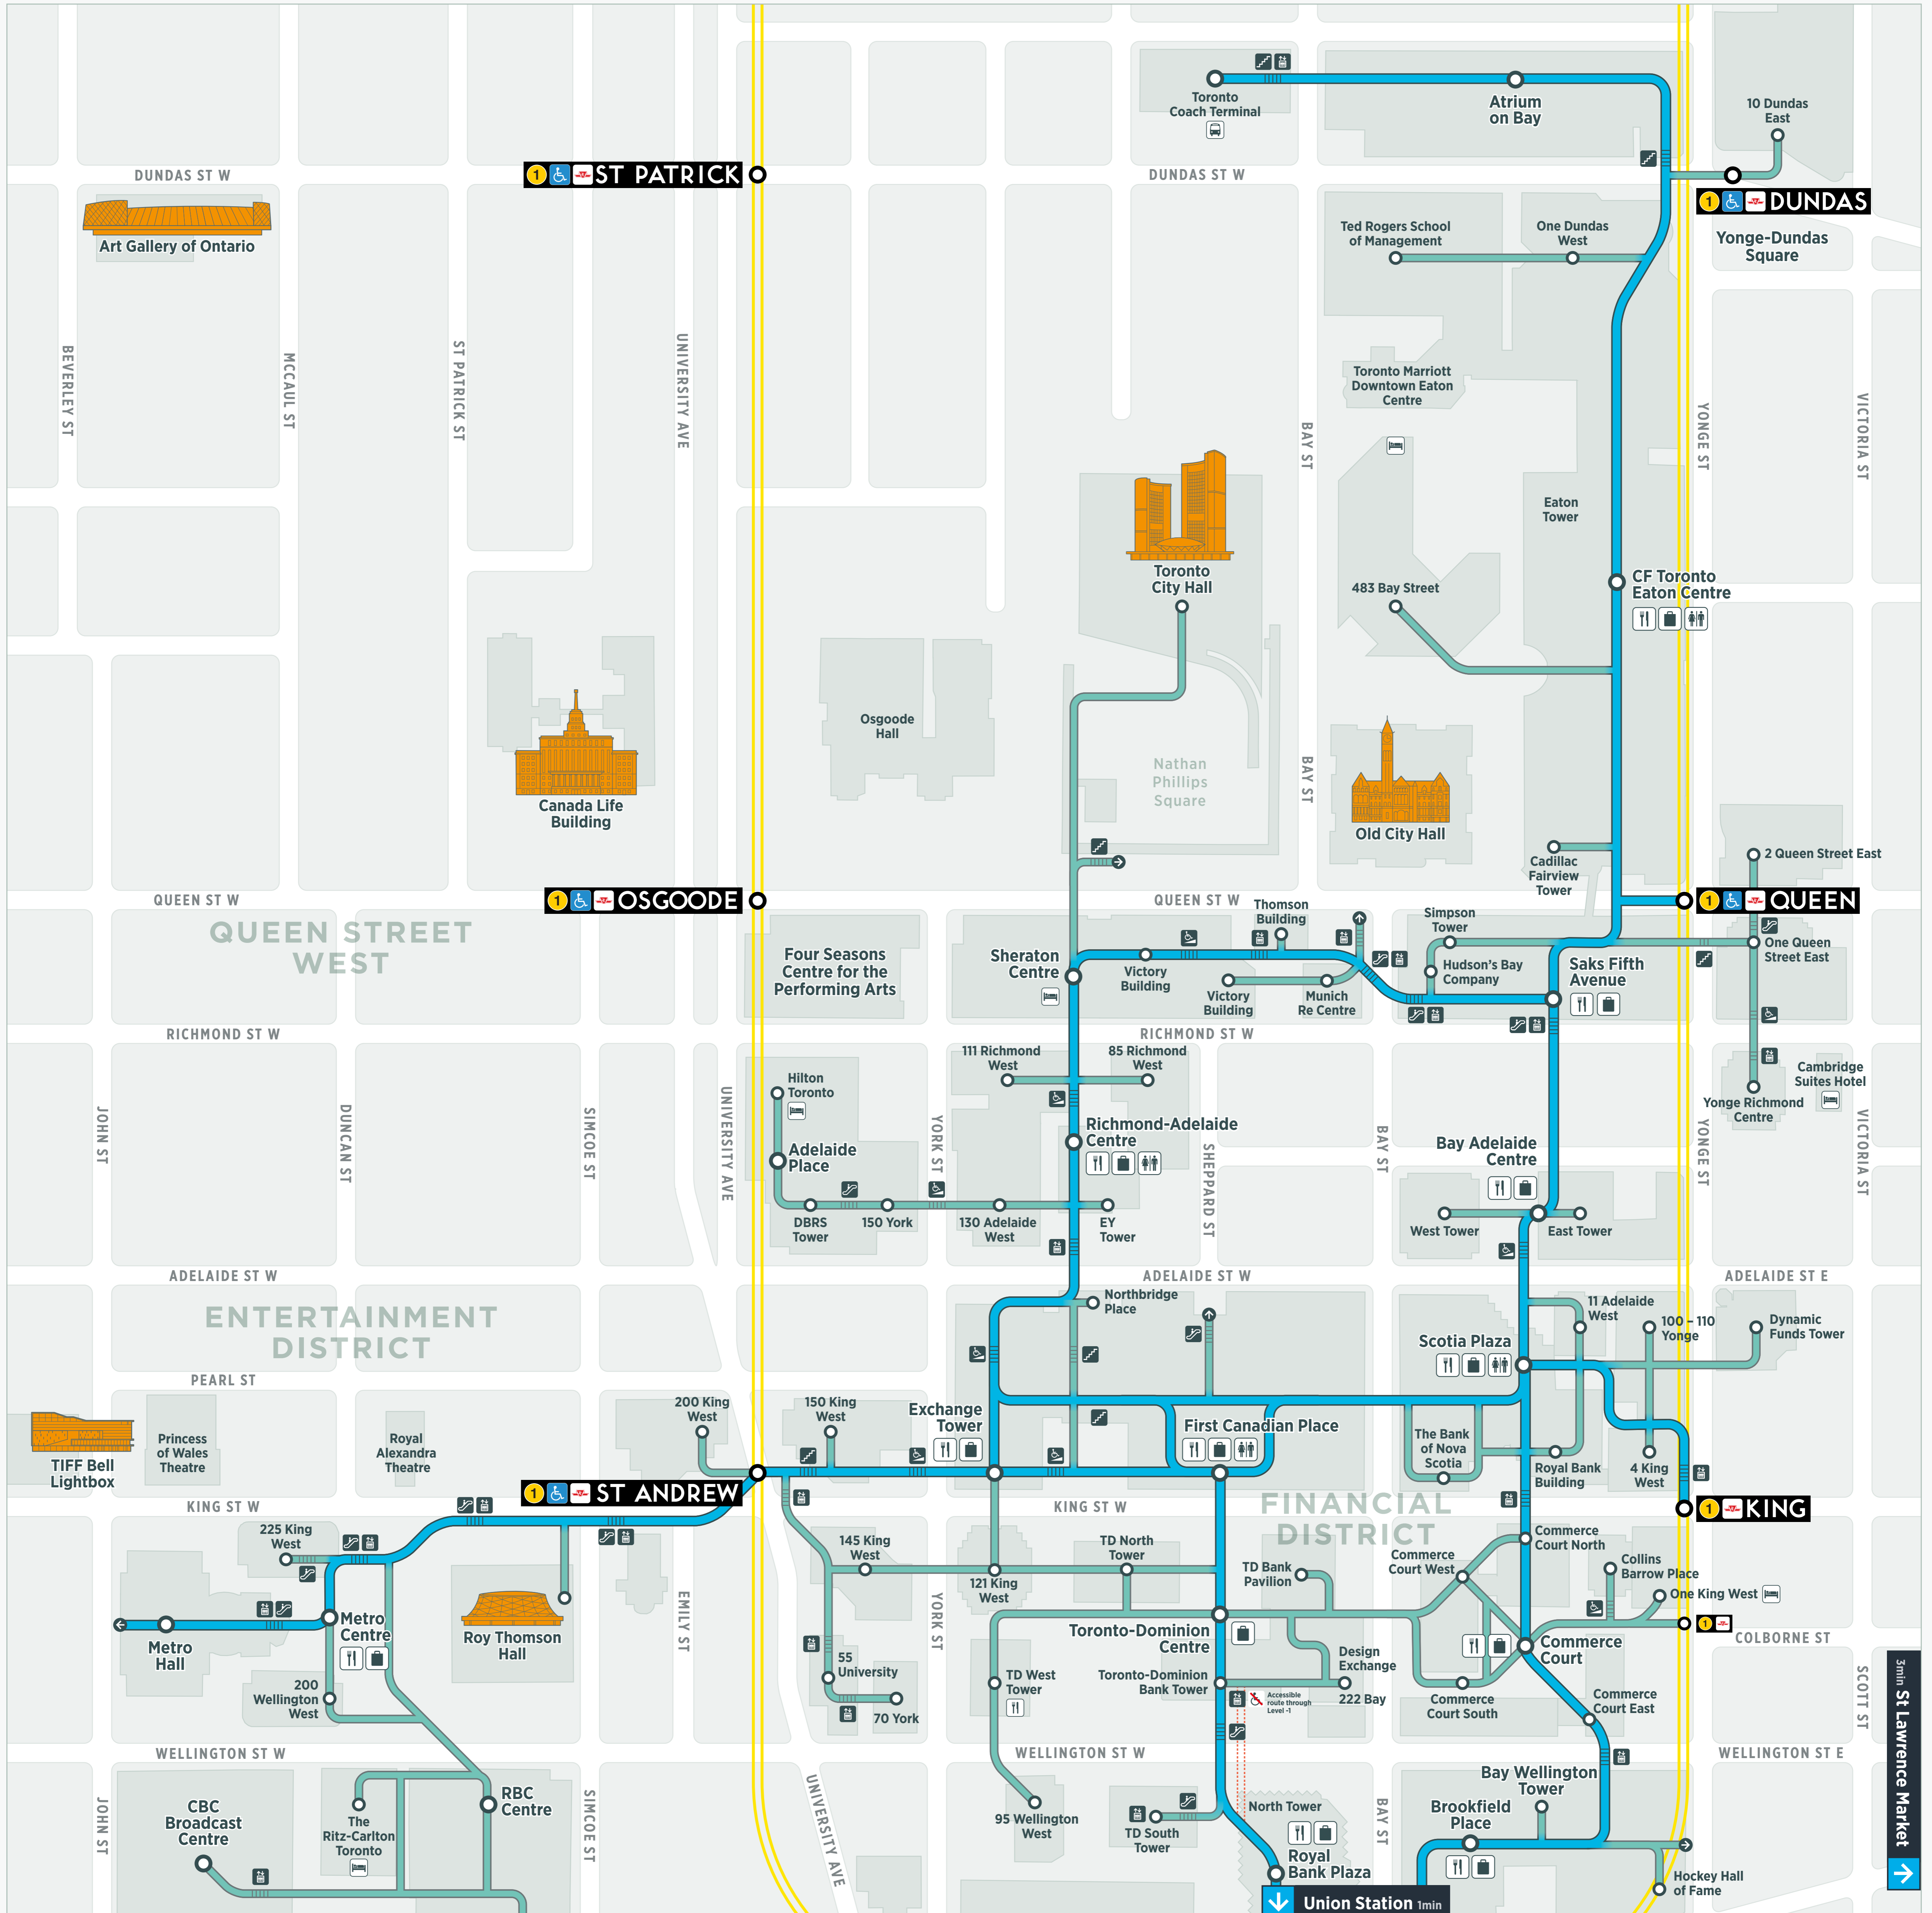 Toronto
Coach Terminal
Atrium
on Bay
10 Dundas
East
DUNDAS ST W
1 ST PATRICK
DUNDAS ST W
1 DUNDAS
Art Gallery of Ontario
Ted Rogers School
of Management
One Dundas
West
Yonge-Dundas
Square
BEVERLEY ST
MCCAUL ST
ST PATRICK ST
UNIVERSITY AVE
BAY ST
YONGE ST
VICTORIA ST
Toronto Marriott
Downtown Eaton
Centre
Eaton
Tower
Toronto
City Hall
483 Bay Street
CF Toronto
Eaton Centre
Osgoode
Hall
Nathan
Phillips
Square
BAY ST
Canada Life
Building
Old City Hall
Cadillac
Fairview
Tower
2 Queen Street East
QUEEN ST W
1 OSGOODE
QUEEN ST W
1 QUEEN
QUEEN STREET
WEST
Four Seasons
Centre for the
Performing Arts
Sheraton
Centre
Thomson
Building
Victory
Building
Victory
Building
Munich
Re Centre
Simpson
Tower
Hudson's Bay
Company
Saks Fifth
Avenue
One Queen
Street East
RICHMOND ST W
RICHMOND ST W
111 Richmond
West
85 Richmond
West
Hilton
Toronto
Cambridge
Suites Hotel
Yonge Richmond
Centre
JOHN ST
DUNCAN ST
SIMCOE ST
UNIVERSITY AVE
YORK ST
SHEPPARD ST
BAY ST
YONGE ST
VICTORIA ST
Richmond-Adelaide
Centre
Adelaide
Place
Bay Adelaide
Centre
DBRS
Tower
150 York
130 Adelaide
West
EY
Tower
West Tower
East Tower
ADELAIDE ST W
ADELAIDE ST W
ADELAIDE ST E
ENTERTAINMENT
DISTRICT
Northbridge
Place
11 Adelaide
West
100 – 110
Yonge
Dynamic
Funds Tower
Scotia Plaza
PEARL ST
200 King
West
150 King
West
Exchange
Tower
First Canadian Place
The Bank
of Nova
Scotia
Royal Bank
Building
4 King
West
TIFF Bell
Lightbox
Princess
of Wales
Theatre
Royal
Alexandra
Theatre
1 ST ANDREW
KING ST W
KING ST W
FINANCIAL
DISTRICT
1 KING
225 King
West
145 King
West
121 King
West
TD North
Tower
TD Bank
Pavilion
Commerce
Court West
Commerce
Court North
Collins
Barrow Place
One King West
1
COLBORNE ST
EMILY ST
YORK ST
Metro
Hall
Metro
Centre
Roy Thomson
Hall
Toronto-Dominion
Centre
Commerce
Court
200
Wellington
West
55
University
70 York
TD West
Tower
Toronto-Dominion
Bank Tower
Design
Exchange
222 Bay
Accessible
route through
Level -1
Commerce
Court South
Commerce
Court East
SCOTT ST
3min St Lawrence Market
WELLINGTON ST W
WELLINGTON ST W
WELLINGTON ST E
CBC
Broadcast
Centre
The
Ritz-Carlton
Toronto
RBC
Centre
JOHN ST
SIMCOE ST
UNIVERSITY AVE
95 Wellington
West
TD South
Tower
North Tower
Royal
Bank Plaza
BAY ST
Bay Wellington
Tower
Brookfield
Place
Hockey Hall
of Fame
Union Station 1min